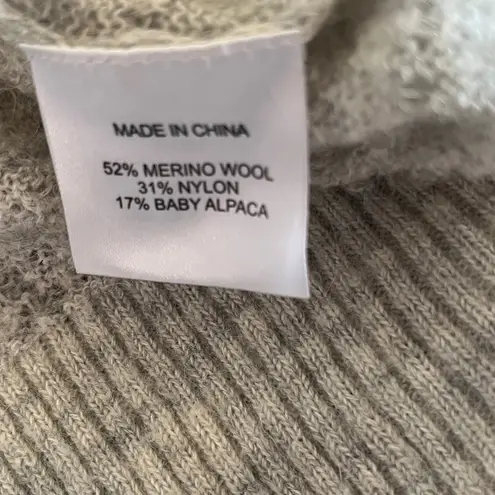 MADE IN CHINA
52% MERINO WOOL
31% NYLON
17% BABY ALPACA